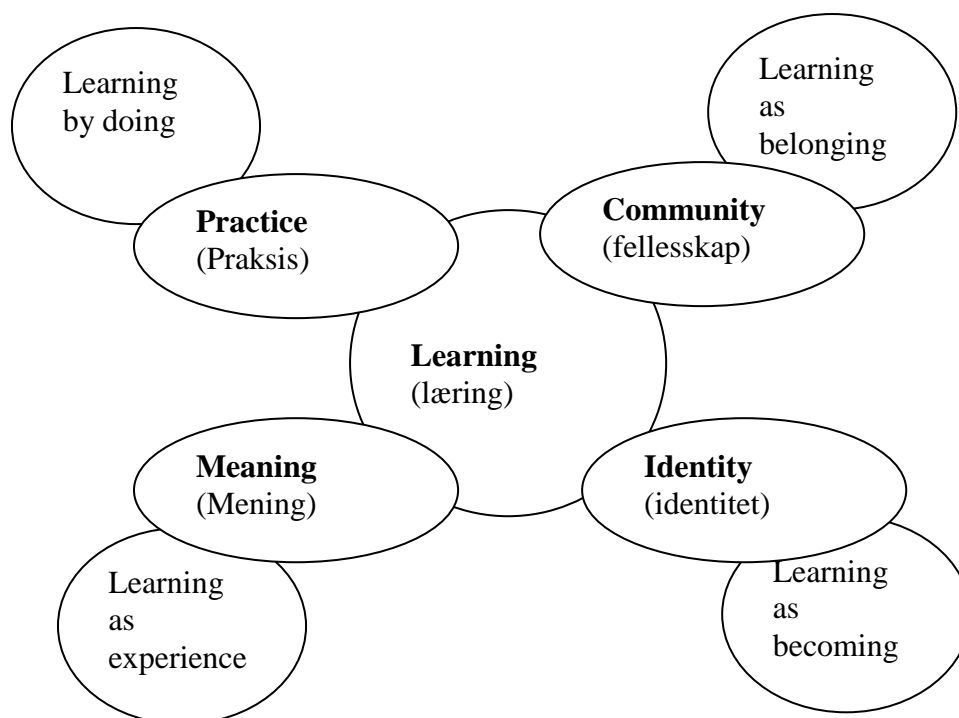 Learning
by doing
Learning
as
belonging
Practice
(Praksis)
Community
(fellesskap)
Learning
(læring)
Meaning
(Mening)
Identity
(identitet)
Learning
as
experience
Learning
as
becoming